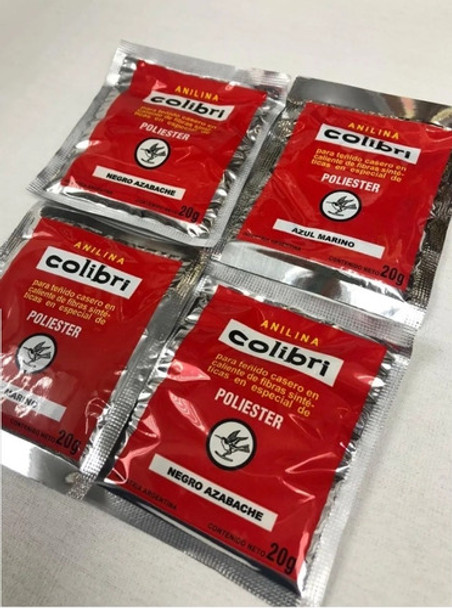 ANILINA
colibri
para teñido casero en
caliente de fibras sinté-
ticas en especial de
POLIESTER
NEGRO AZABACHE
20g
ANILINA
colibri
para teñido casero en
caliente de fibras sinté-
ticas en especial de
POLIESTER
AZUL MARINO
CONTENIDO NETO 20g
ANILINA
colibri
para teñido casero en
caliente de fibras sinté-
ticas en especial de
POLIESTER
MARINO
CONTENIDO NETO 20g
ANILINA
colibri
para teñido casero en
caliente de fibras sinté-
ticas en especial de
POLIESTER
NEGRO AZABACHE
ARGENTINA
CONTENIDO NETO 20g